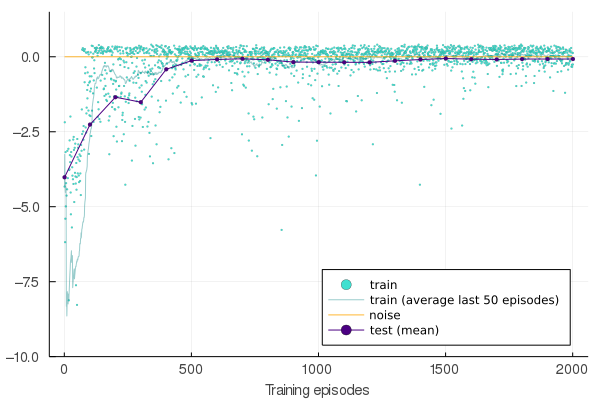 0.0
−2.5
−5.0
−7.5
−10.0
0
500
1000
1500
2000
Training episodes
train
train (average last 50 episodes)
noise
test (mean)